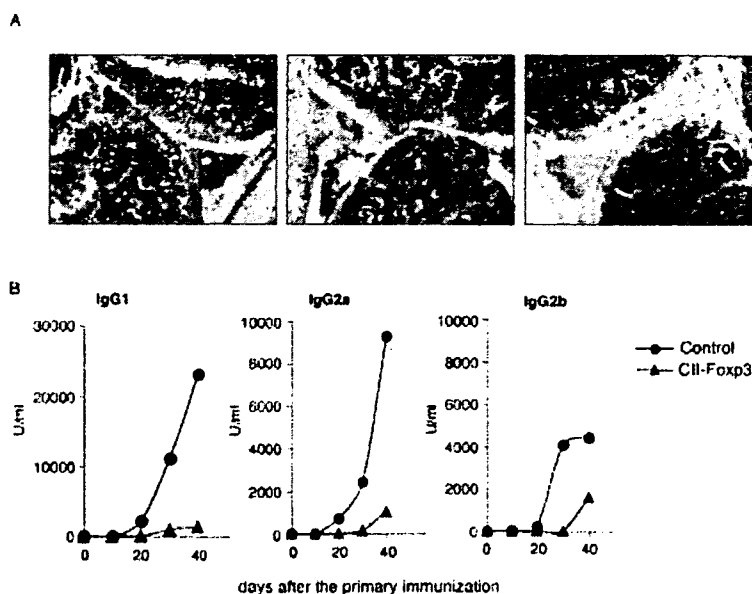 A
B
IgG1 IgG2a IgG2b
30000
20000
10000
0
U/ml
0 20 40
10000
8000
6000
4000
2000
0
U/ml
0 20 40
10000
8000
6000
4000
2000
0
U/ml
0 20 40
Control
CII-Foxp3
days after the primary immunization